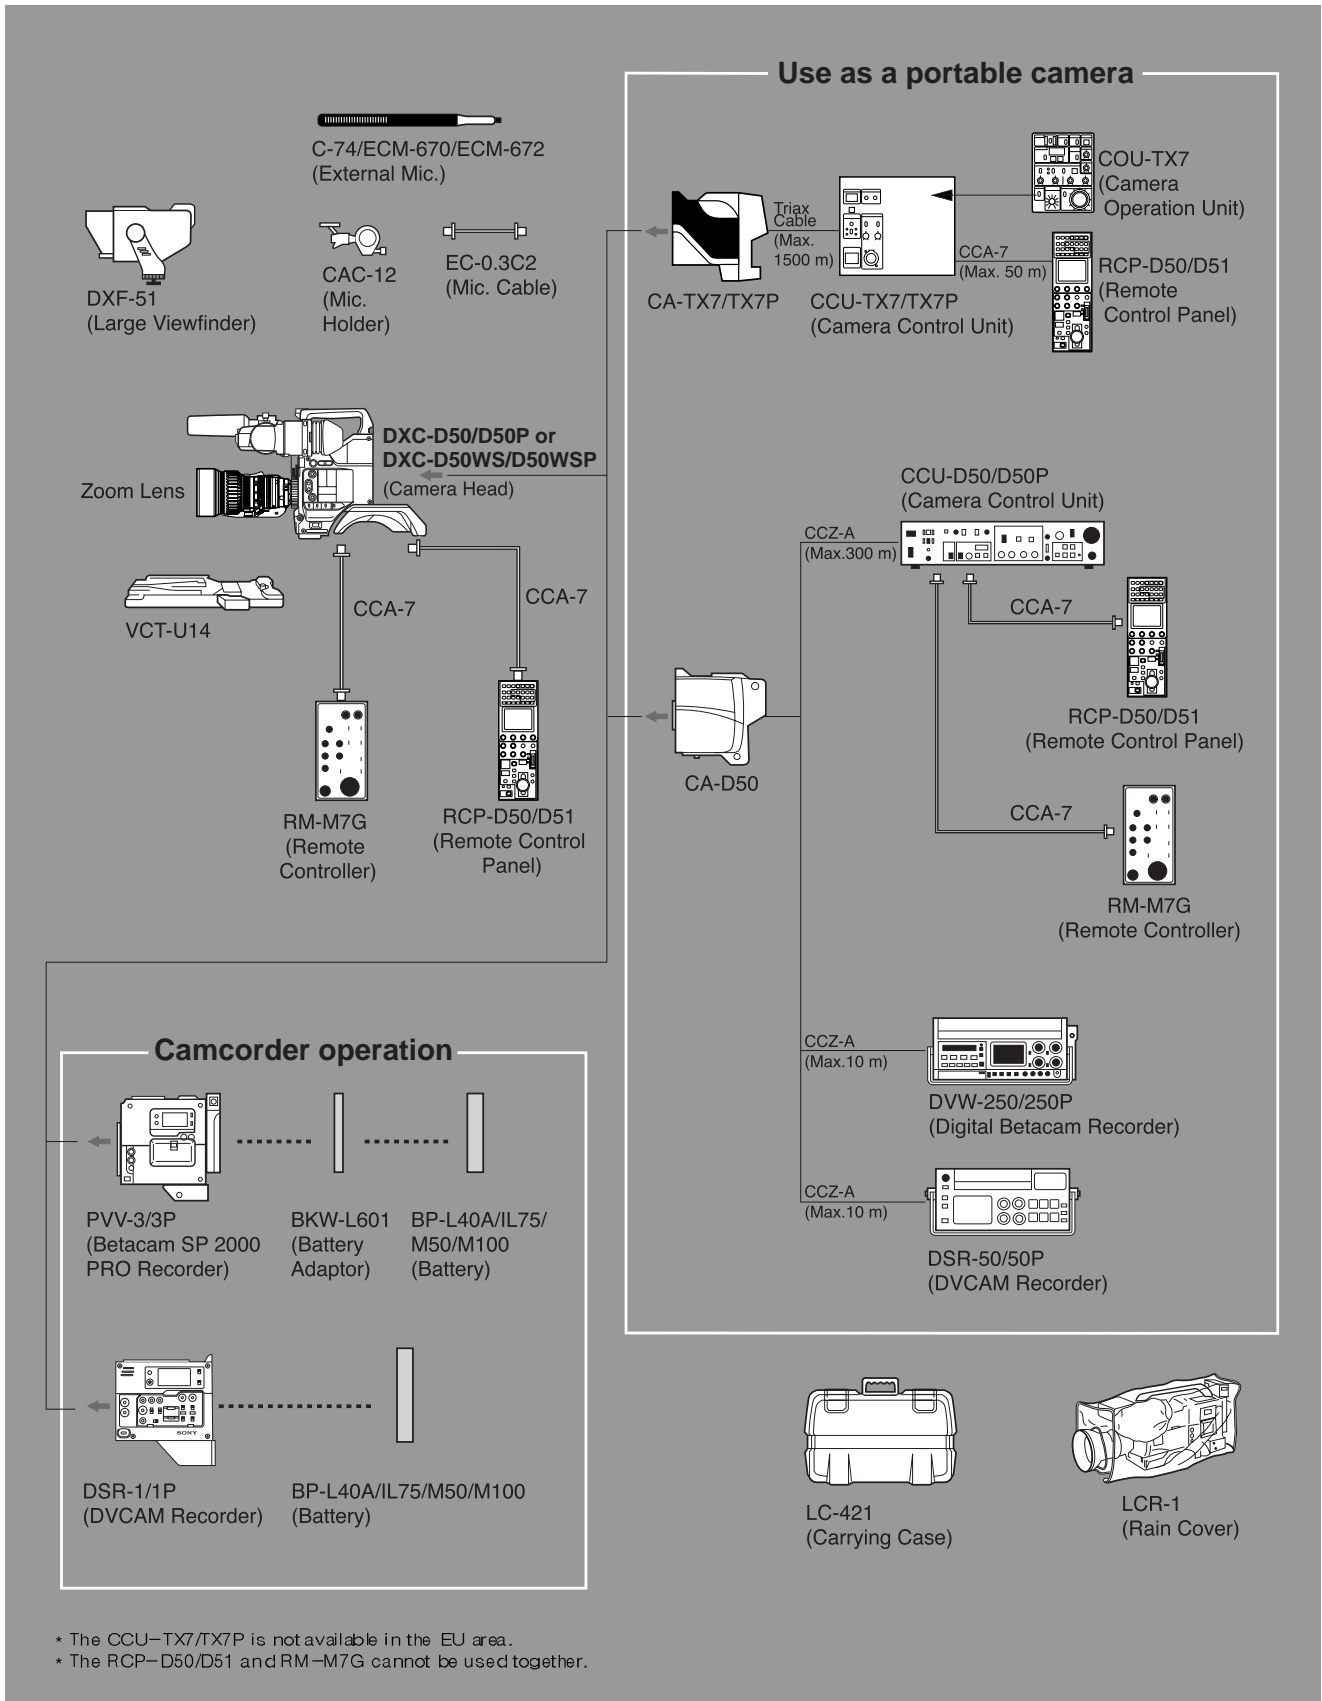 Use as a portable camera
C-74/ECM-670/ECM-672
(External Mic.)
DXF-51
(Large Viewfinder)
CAC-12
(Mic.
Holder)
EC-0.3C2
(Mic. Cable)
CA-TX7/TX7P
Triax
Cable
(Max.
1500 m)
CCU-TX7/TX7P
(Camera Control Unit)
COU-TX7
(Camera
Operation Unit)
CCA-7
(Max. 50 m)
RCP-D50/D51
(Remote
Control Panel)
DXC-D50/D50P or
DXC-D50WS/D50WSP
(Camera Head)
Zoom Lens
VCT-U14
CCA-7
CCA-7
RM-M7G
(Remote
Controller)
RCP-D50/D51
(Remote Control
Panel)
CCU-D50/D50P
(Camera Control Unit)
CCZ-A
(Max.300 m)
CCA-7
RCP-D50/D51
(Remote Control Panel)
CA-D50
CCA-7
RM-M7G
(Remote Controller)
CCZ-A
(Max.10 m)
DVW-250/250P
(Digital Betacam Recorder)
CCZ-A
(Max.10 m)
DSR-50/50P
(DVCAM Recorder)
Camcorder operation
PVV-3/3P
(Betacam SP 2000
PRO Recorder)
BKW-L601
(Battery
Adaptor)
BP-L40A/IL75/
M50/M100
(Battery)
SONY
DSR-1/1P
(DVCAM Recorder)
BP-L40A/IL75/M50/M100
(Battery)
LC-421
(Carrying Case)
LCR-1
(Rain Cover)
* The CCU-TX7/TX7P is not available in the EU area.
* The RCP-D50/D51 and RM-M7G cannot be used together.